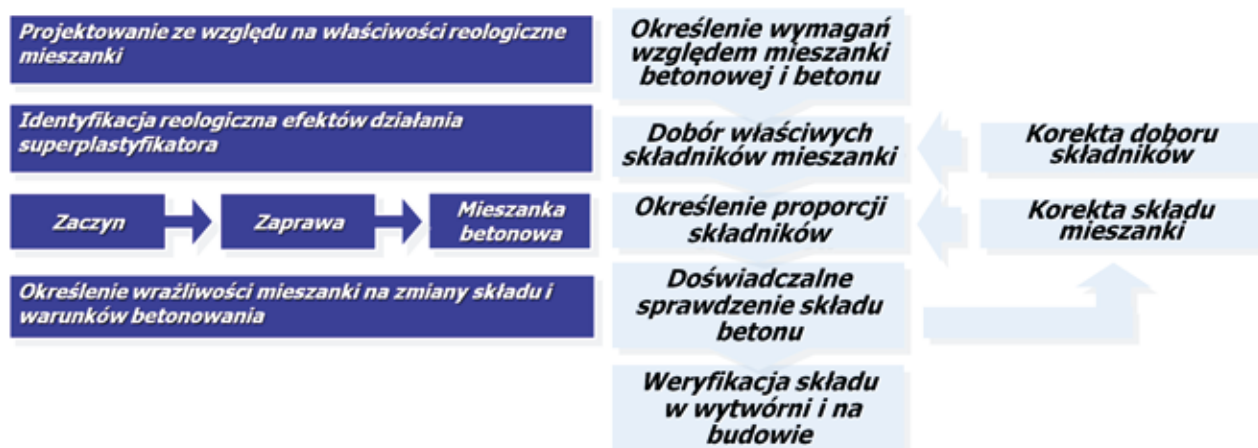 Projektowanie ze względu na właściwości reologiczne
mieszanki
Określenie wymagań
względem mieszanki
betonowej i betonu
Identyfikacja reologiczna efektów działania
superplastyfikatora
Dobór właściwych
składników mieszanki
Korekta doboru
składników
Zaczyn
Zaprawa
Mieszanka
betonowa
Określenie proporcji
składników
Korekta składu
mieszanki
Określenie wrażliwości mieszanki na zmiany składu i
warunków betonowania
Doświadczalne
sprawdzenie składu
betonu
Weryfikacja składu
w wytwórni i na
budowie